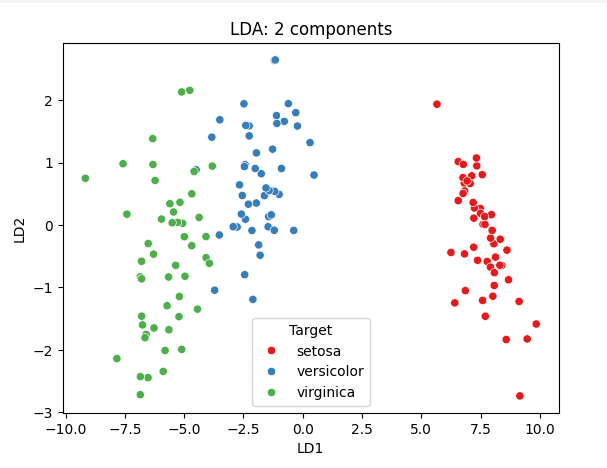 LDA: 2 components
LD2
2
1
0
−1
−2
−3
Target
setosa
versicolor
virginica
−10.0 −7.5 −5.0 −2.5 0.0 2.5 5.0 7.5 10.0
LD1